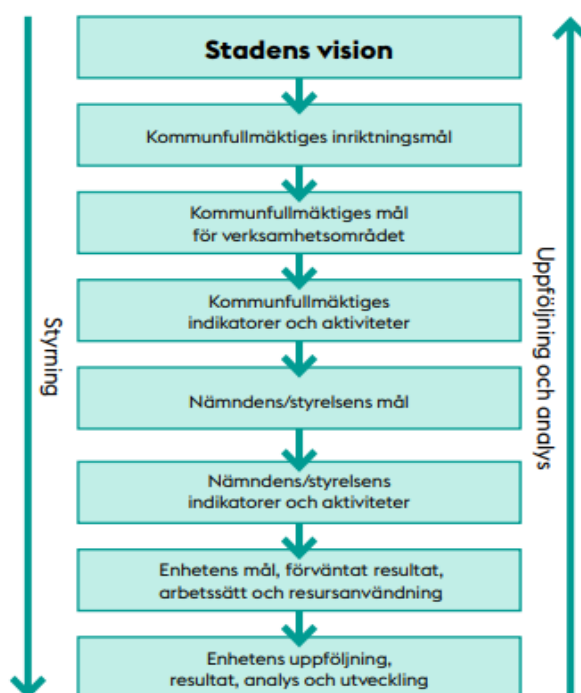 Stadens vision
Kommunfullmäktiges inriktningsmål
Kommunfullmäktiges mål
för verksamhetsområdet
Kommunfullmäktiges
indikatorer och aktiviteter
Nämndens/styrelsens mål
Nämndens/styrelsens
indikatorer och aktiviteter
Enhetens mål, förväntat resultat,
arbetssätt och resursanvändning
Enhetens uppföljning,
resultat, analys och utveckling
Styrning
Uppföljning och analys